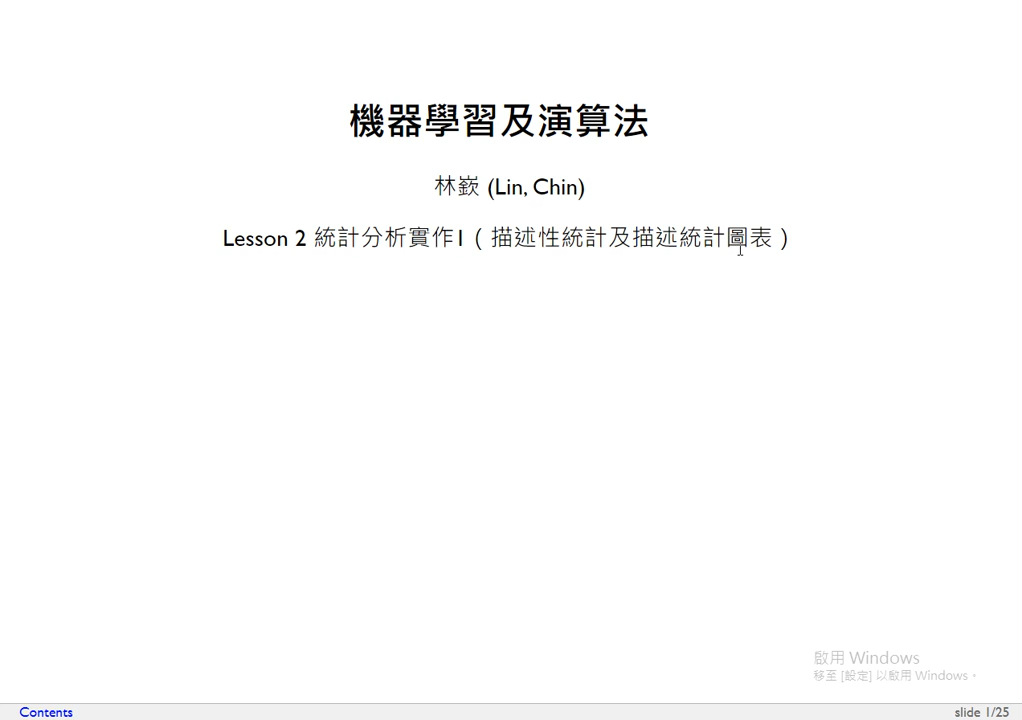 機器學習及演算法
林嶔 (Lin, Chin)
Lesson 2 統計分析實作1（描述性統計及描述統計圖表）
啟用 Windows
移至 [設定] 以啟用 Windows。
Contents
slide 1/25